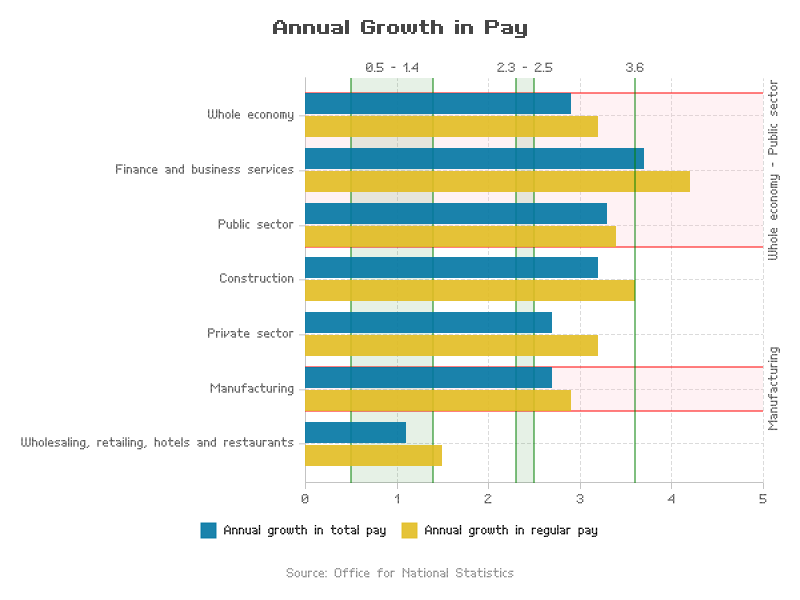 Annual Growth in Pay
0.5 - 1.4
2.3 - 2.5
3.6
Whole economy
Finance and business services
Public sector
Construction
Private sector
Manufacturing
Wholesaling, retailing, hotels and restaurants
Whole economy - Public sector
Manufacturing
0 1 2 3 4 5
Annual growth in total pay
Annual growth in regular pay
Source: Office for National Statistics